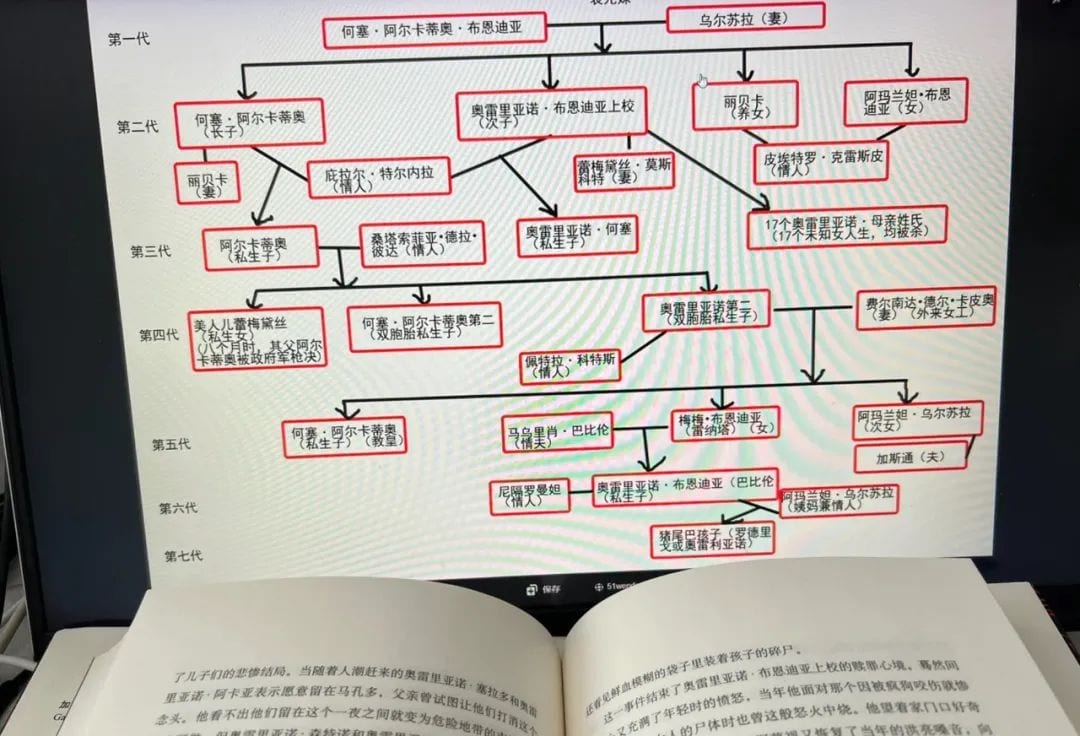 第一代
何塞·阿尔卡蒂奥·布恩迪亚
乌尔苏拉（妻）
第二代
何塞·阿尔卡蒂奥
（长子）
奥雷里亚诺·布恩迪亚上校
（次子）
丽贝卡
（养女）
阿玛兰妲•布恩
迪亚（女）
丽贝卡
（妻）
庇拉尔·特尔内拉
（情人）
蕾梅黛丝·莫斯
科特（妻）
皮埃特罗·克雷斯皮
（情人）
第三代
阿尔卡蒂奥
（私生子）
桑塔索菲亚•德拉•
彼达（情人）
奥雷里亚诺·何塞
（私生子）
17个奥雷里亚诺·母亲姓氏
（17个未知女人生，均被杀）
第四代
美人儿蕾梅黛丝
（私生女）
（八个月时，其父阿尔
卡蒂奥被政府军枪决）
何塞·阿尔卡蒂奥第二
（双胞胎私生子）
奥雷里亚诺第二
（双胞胎私生子）
费尔南达•德尔·卡皮奥
（妻）（外来女工）
佩特拉·科特斯
（情人）
第五代
何塞·阿尔卡蒂奥
（私生子）（教皇）
马乌里肖·巴比伦
（情夫）
梅梅•布恩迪亚
（雷纳塔）（女）
阿玛兰妲·乌尔苏拉
（次女）
加斯通（夫）
第六代
尼隔罗曼妲
（情人）
奥雷里亚诺·布恩迪亚（巴比伦
（私生子）
阿玛兰妲·乌尔苏拉
（姨妈兼情人）
第七代
猪尾巴孩子（罗德里
戈或奥雷利亚诺）
保存
了儿子们的悲惨结局。当随着人潮赶来的奥雷里亚诺·塞拉多和奥雷
里亚诺·阿卡亚表示愿意留在马孔多，父亲曾试图让他们打消这个
念头。他看不出他们留在这个一夜之间就变为危险地带的
还看见鲜血模糊的袋子里装着孩子的碎尸。
这一事件结束了奥雷里亚诺·布恩迪亚上校的赎罪心境。蓦然间
又充满了年轻时的愤怒，当年他面对那个因被疯狗咬伤就惨
人的尸体时也曾这般怒火中烧。他望着家门口好奇
又恢复了当年的洪亮嗓音，向